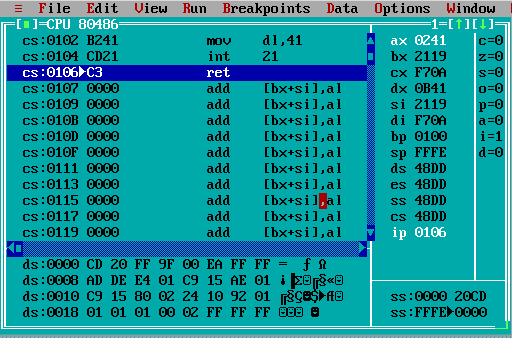 ≡ File Edit View Run Breakpoints Data Options Window
[■]=CPU 80486 1=[↑][↓]
cs:0102 B241 mov dl,41 ax 0241 c=0
cs:0104 CD21 int 21 bx 2119 z=0
cs:0106►C3 ret cx F70A s=0
cs:0107 0000 add [bx+si],al dx 0B41 o=0
cs:0109 0000 add [bx+si],al si 2119 p=0
cs:010B 0000 add [bx+si],al di F70A a=0
cs:010D 0000 add [bx+si],al bp 0100 i=1
cs:010F 0000 add [bx+si],al sp FFFE d=0
cs:0111 0000 add [bx+si],al ds 48DD
cs:0113 0000 add [bx+si],al es 48DD
cs:0115 0000 add [bx+si],al ss 48DD
cs:0117 0000 add [bx+si],al cs 48DD
cs:0119 0000 add [bx+si],al ip 0106
ds:0000 CD 20 FF 9F 00 EA FF FF = ƒ Ω
ds:0008 AD DE E4 01 C9 15 AE 01
ds:0010 C9 15 80 02 24 10 92 01 ss:0000 20CD
ds:0018 01 01 01 00 02 FF FF FF ss:FFFE►0000